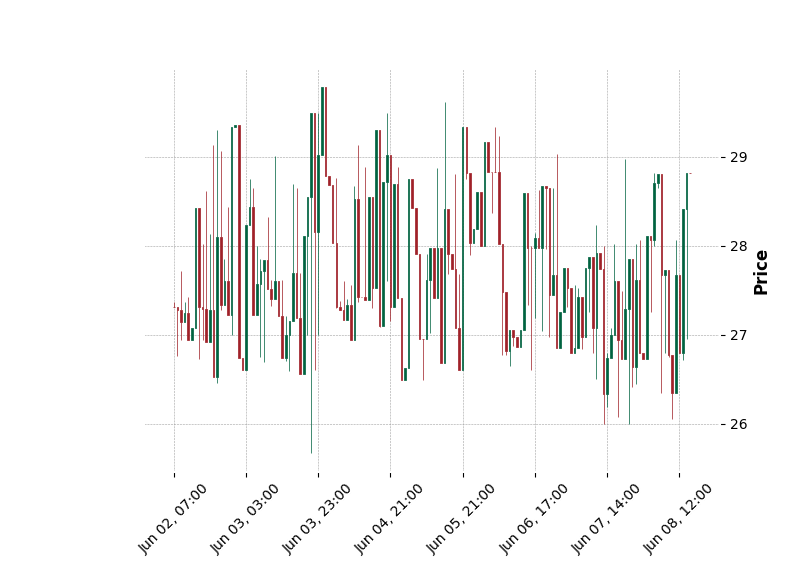 29
28
Price
27
26
Jun 02, 07:00
Jun 03, 03:00
Jun 03, 23:00
Jun 04, 21:00
Jun 05, 21:00
Jun 06, 17:00
Jun 07, 14:00
Jun 08, 12:00